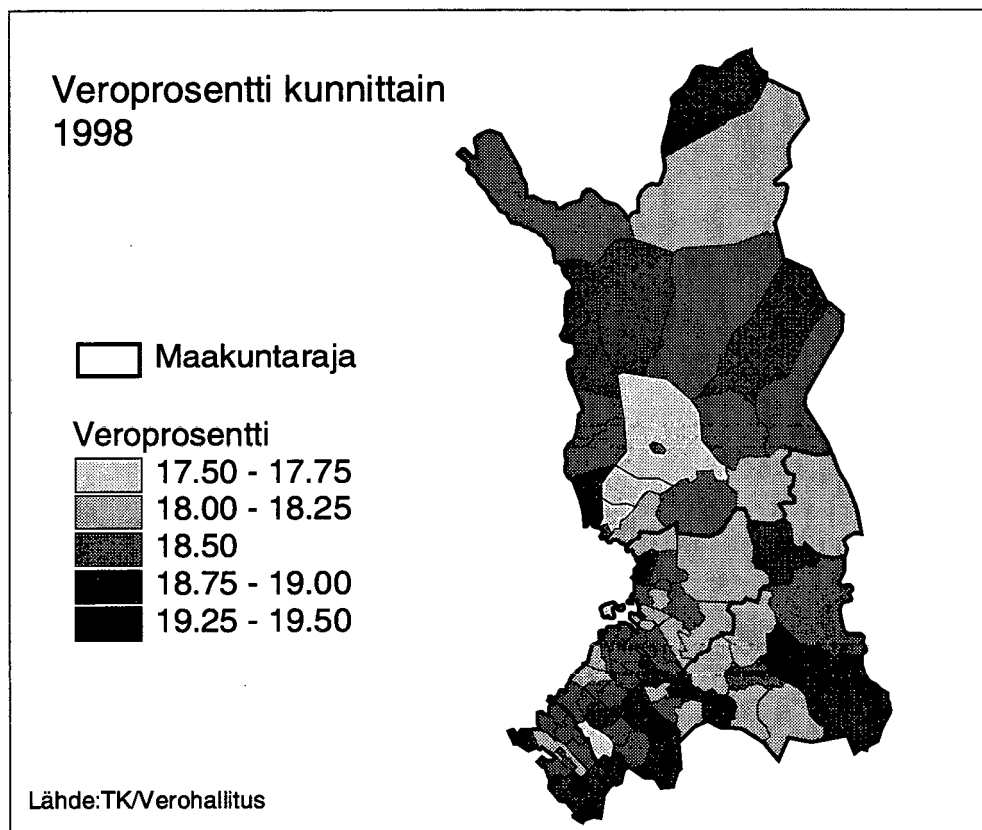 Veroprosentti kunnittain
1998
Maakuntaraja
Veroprosentti
17.50 - 17.75
18.00 - 18.25
18.50
18.75 - 19.00
19.25 - 19.50
Lähde:TK/Verohallitus